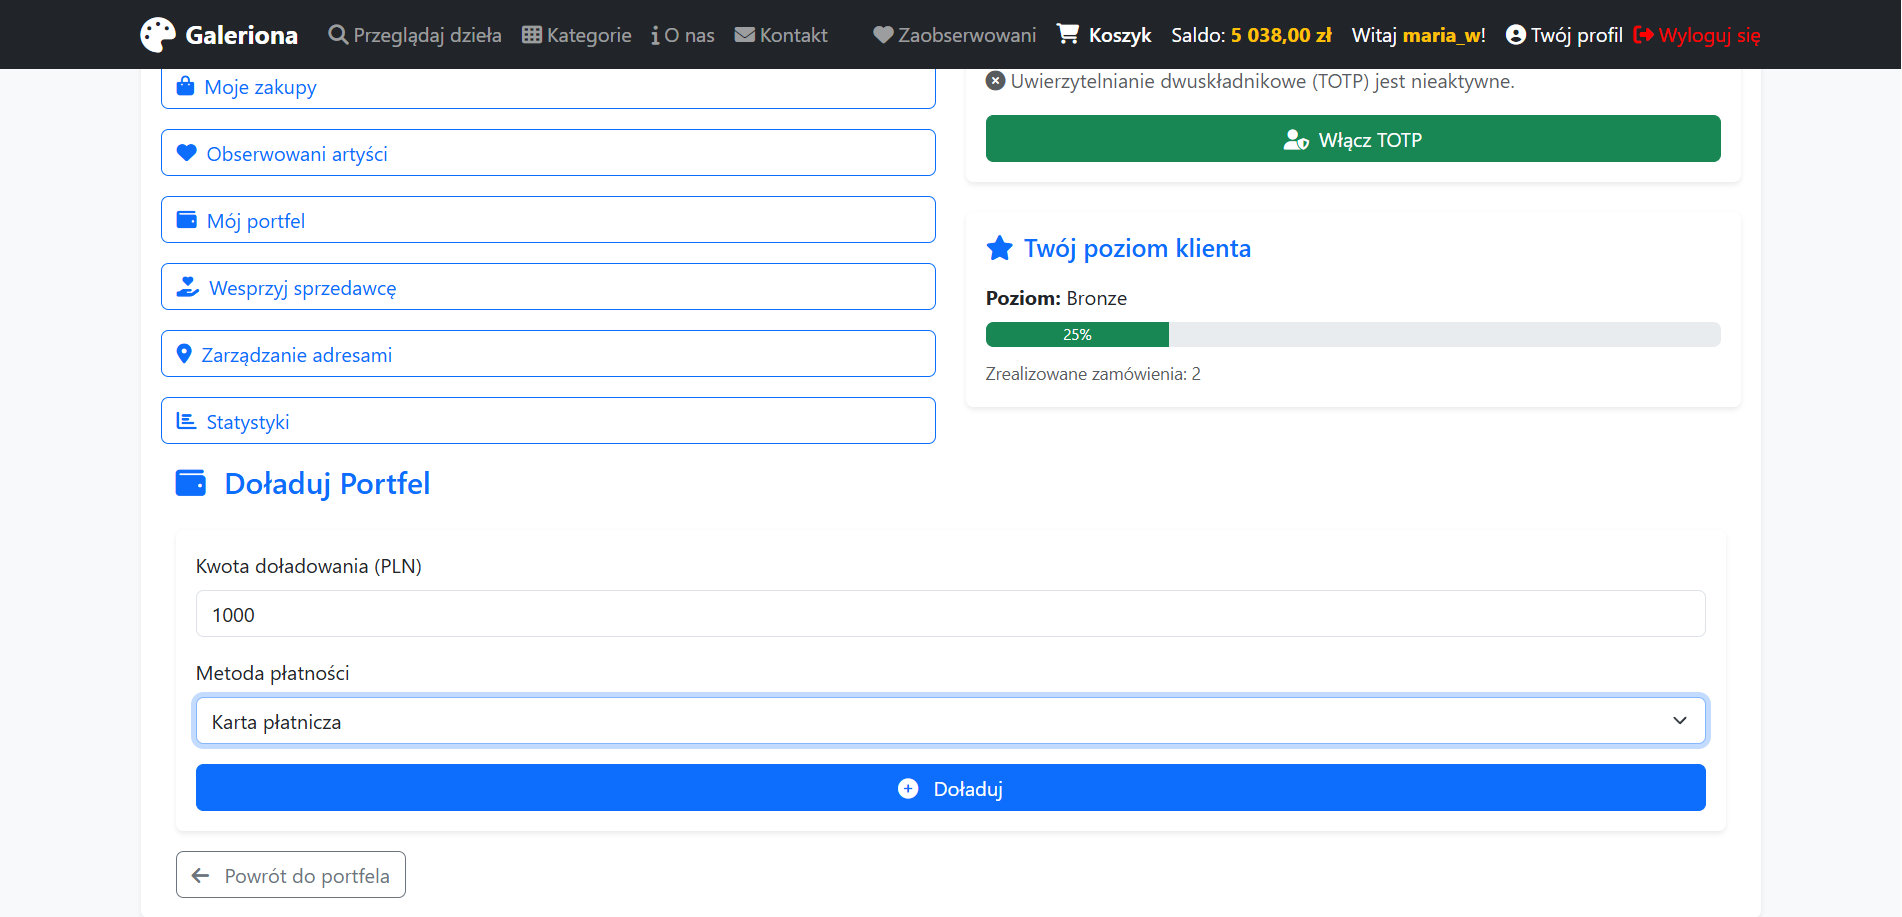 Galeriona Przeglądaj dzieła Kategorie O nas Kontakt Zaobserwowani Koszyk Saldo: 5 038,00 zł Witaj maria_w! Twój profil Wyloguj się
Moje zakupy
Obserwowani artyści
Mój portfel
Wesprzyj sprzedawcę
Zarządzanie adresami
Statystyki
Uwierzytelnianie dwuskładnikowe (TOTP) jest nieaktywne.
Włącz TOTP
Twój poziom klienta
Poziom: Bronze
25%
Zrealizowane zamówienia: 2
Doładuj Portfel
Kwota doładowania (PLN)
1000
Metoda płatności
Karta płatnicza
Doładuj
Powrót do portfela